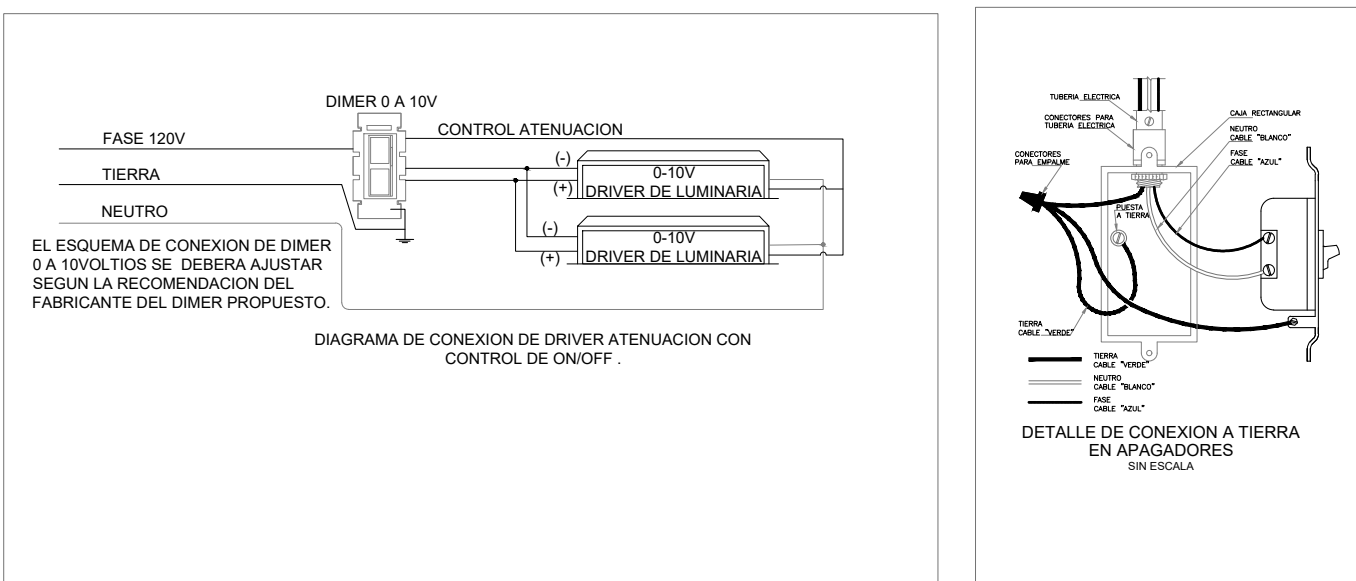 DIMER 0 A 10V
FASE 120V
CONTROL ATENUACION
(-)
0-10V
(+)
DRIVER DE LUMINARIA
TIERRA
NEUTRO
(-)
0-10V
(+)
DRIVER DE LUMINARIA
EL ESQUEMA DE CONEXION DE DIMER
0 A 10VOLTIOS SE DEBERA AJUSTAR
SEGUN LA RECOMENDACION DEL
FABRICANTE DEL DIMER PROPUESTO.
DIAGRAMA DE CONEXION DE DRIVER ATENUACION CON
CONTROL DE ON/OFF .
TUBERIA ELECTRICA
CONECTORES PARA
TUBERIA ELECTRICA
CAJA RECTANGULAR
NEUTRO
CABLE "BLANCO"
FASE
CABLE "AZUL"
CONECTORES
PARA EMPALME
PUESTA
A TIERRA
TIERRA
CABLE "VERDE"
TIERRA
CABLE "VERDE"
NEUTRO
CABLE "BLANCO"
FASE
CABLE "AZUL"
DETALLE DE CONEXION A TIERRA
EN APAGADORES
SIN ESCALA